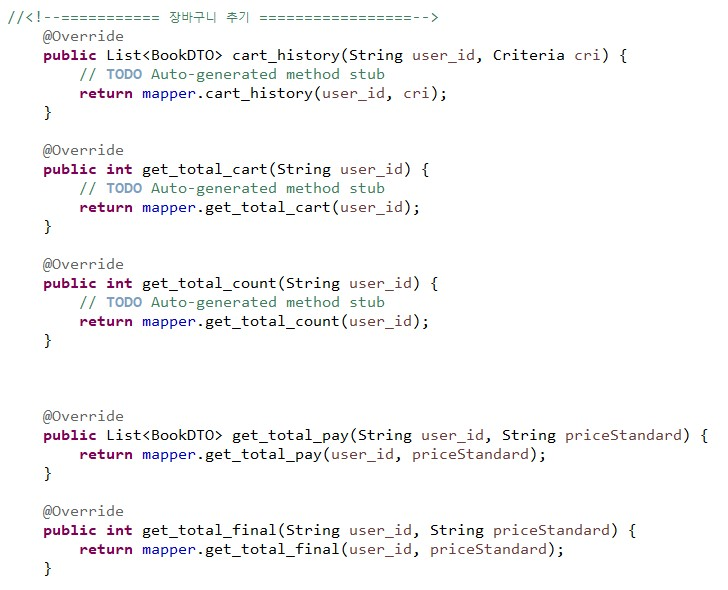 //<!--=========== 장바구니 추기 =================-->
@Override
public List<BookDTO> cart_history(String user_id, Criteria cri) {
// TODO Auto-generated method stub
return mapper.cart_history(user_id, cri);
}
@Override
public int get_total_cart(String user_id) {
// TODO Auto-generated method stub
return mapper.get_total_cart(user_id);
}
@Override
public int get_total_count(String user_id) {
// TODO Auto-generated method stub
return mapper.get_total_count(user_id);
}
@Override
public List<BookDTO> get_total_pay(String user_id, String priceStandard) {
return mapper.get_total_pay(user_id, priceStandard);
}
@Override
public int get_total_final(String user_id, String priceStandard) {
return mapper.get_total_final(user_id, priceStandard);
}